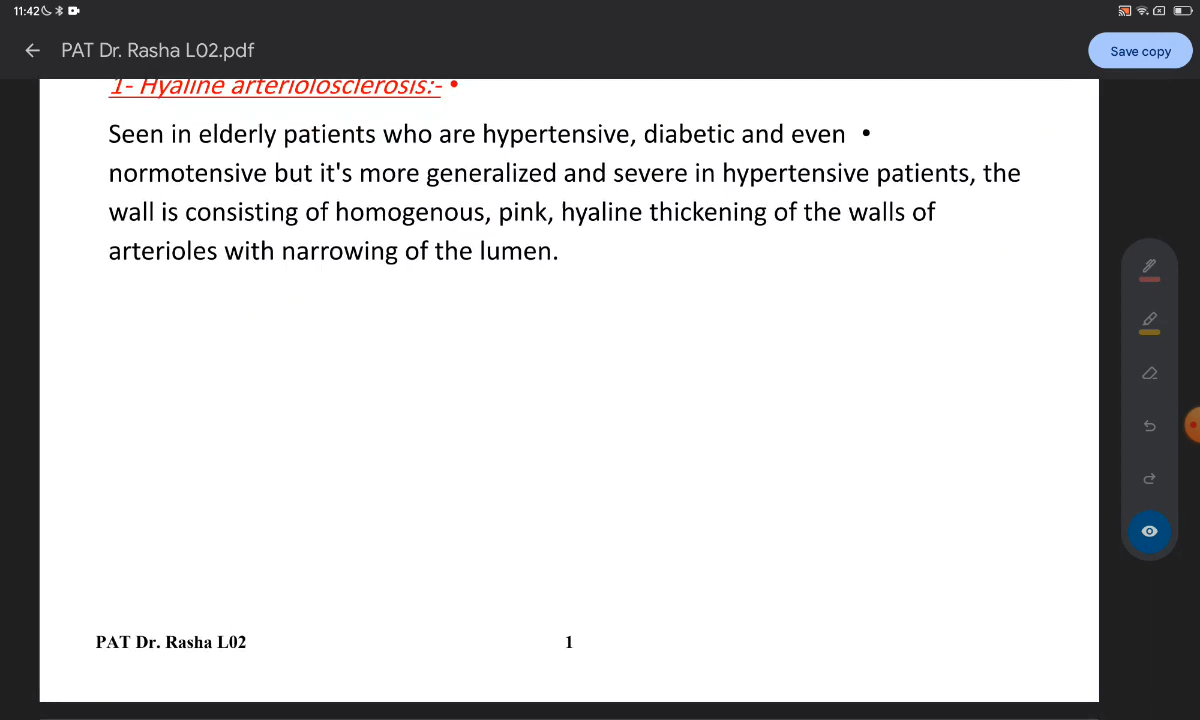 11:42
PAT Dr. Rasha L02.pdf
Save copy
1- Hyaline arteriolosclerosis:- •
Seen in elderly patients who are hypertensive, diabetic and even •
normotensive but it's more generalized and severe in hypertensive patients, the
wall is consisting of homogenous, pink, hyaline thickening of the walls of
arterioles with narrowing of the lumen.
PAT Dr. Rasha L02 1